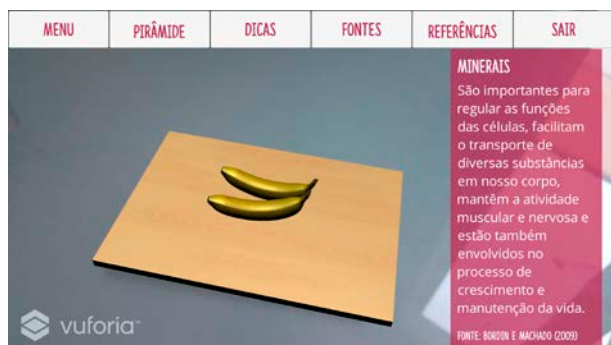 MENU
PIRÂMIDE
DICAS
FONTES
REFERÊNCIAS
SAIR
MINERAIS
São importantes para
regular as funções
das células, facilitam
o transporte de
diversas substâncias
em nosso corpo,
mantêm a atividade
muscular e nervosa e
estão também
envolvidos no
processo de
crescimento e
manutenção da vida.
FONTE: BORDIN E MACHADO (2009)
vuforia™